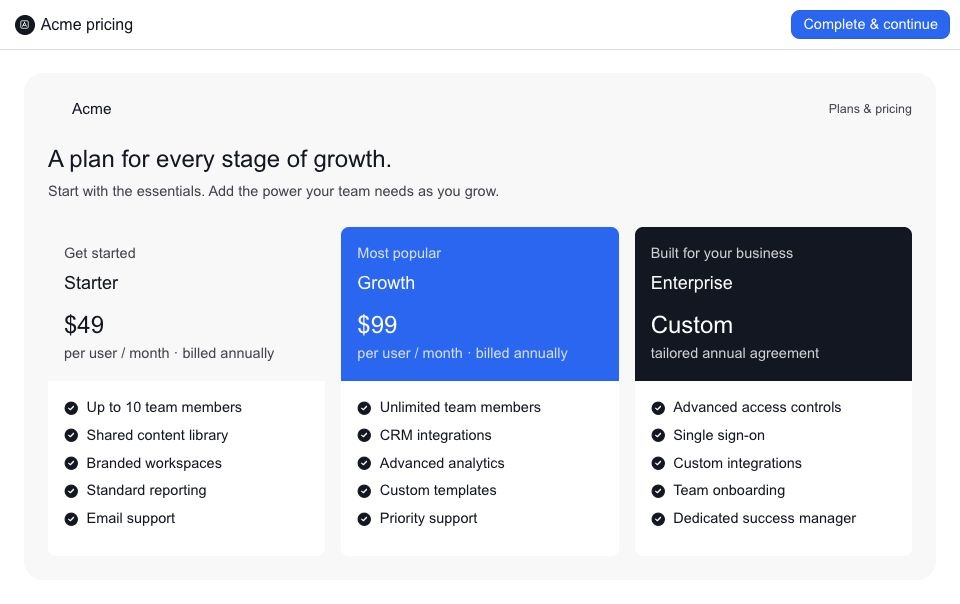 Acme pricing
Complete & continue
Acme
Plans & pricing
A plan for every stage of growth.
Start with the essentials. Add the power your team needs as you grow.
Get started
Starter
$49
per user / month · billed annually
Up to 10 team members
Shared content library
Branded workspaces
Standard reporting
Email support
Most popular
Growth
$99
per user / month · billed annually
Unlimited team members
CRM integrations
Advanced analytics
Custom templates
Priority support
Built for your business
Enterprise
Custom
tailored annual agreement
Advanced access controls
Single sign-on
Custom integrations
Team onboarding
Dedicated success manager